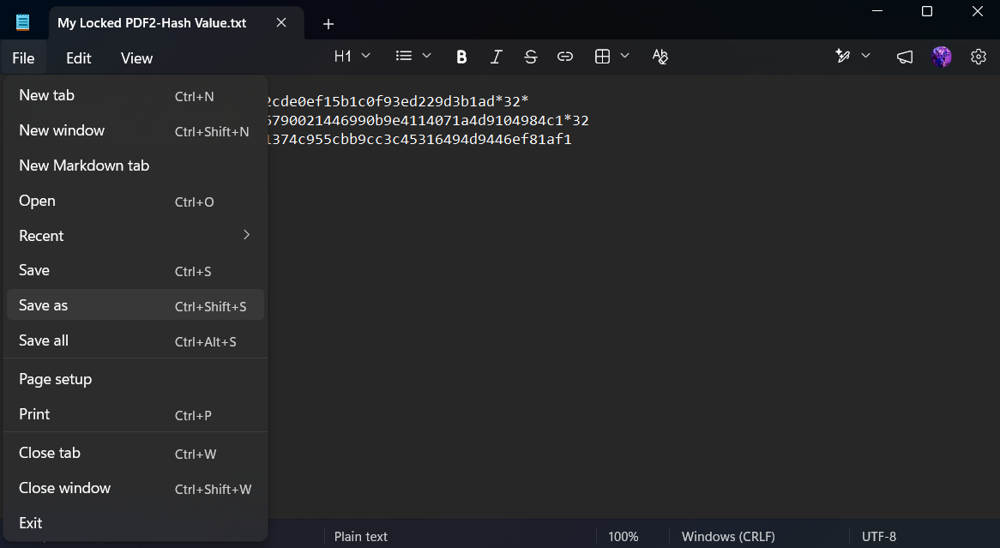 My Locked PDF2-Hash Value.txt
File Edit View H1
New tab Ctrl+N
New window Ctrl+Shift+N
New Markdown tab
Open Ctrl+O
Recent
Save Ctrl+S
Save as Ctrl+Shift+S
Save all Ctrl+Alt+S
Page setup
Print Ctrl+P
Close tab Ctrl+W
Close window Ctrl+Shift+W
Exit
2cde0ef15b1c0f93ed229d3b1ad*32*
5790021446990b9e4114071a4d9104984c1*32
1374c955cbb9cc3c45316494d9446ef81af1
Plain text 100% Windows (CRLF) UTF-8